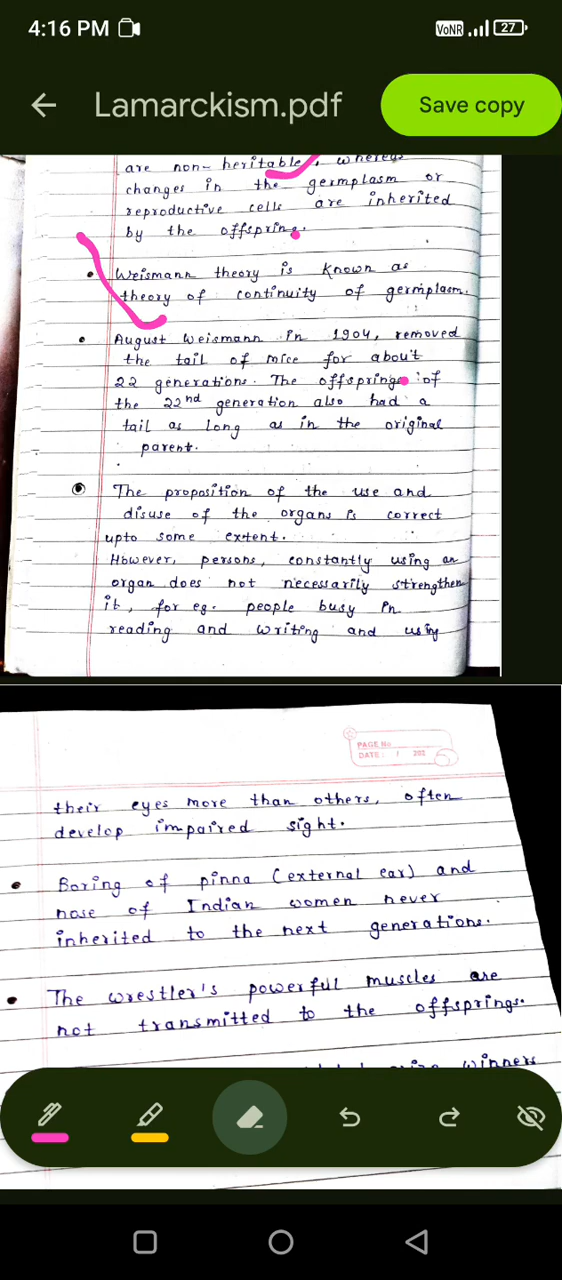 4:16 PM
VoNR 27
Lamarckism.pdf
Save copy
are non-heritable, whereas
changes in the germplasm or
reproductive cells are inherited
by the offspring.
• Weismann theory is known as
theory of continuity of germplasm.
• August Weismann in 1904, removed
the tail of mice for about
22 generations. The offsprings of
the 22nd generation also had a
tail as long as in the original
parent.
The proposition of the use and
disuse of the organs is correct
upto some extent.
However, persons, constantly using an
organ does not necessarily strengthen
it, for eg. people busy in
reading and writing and using
PAGE No
DATE: / 202
their eyes more than others, often
develop impaired sight.
• Boring of pinna (external ear) and
nose of Indian women never
inherited to the next generations.
• The wrestler's powerful muscles are
not transmitted to the offsprings.
winners